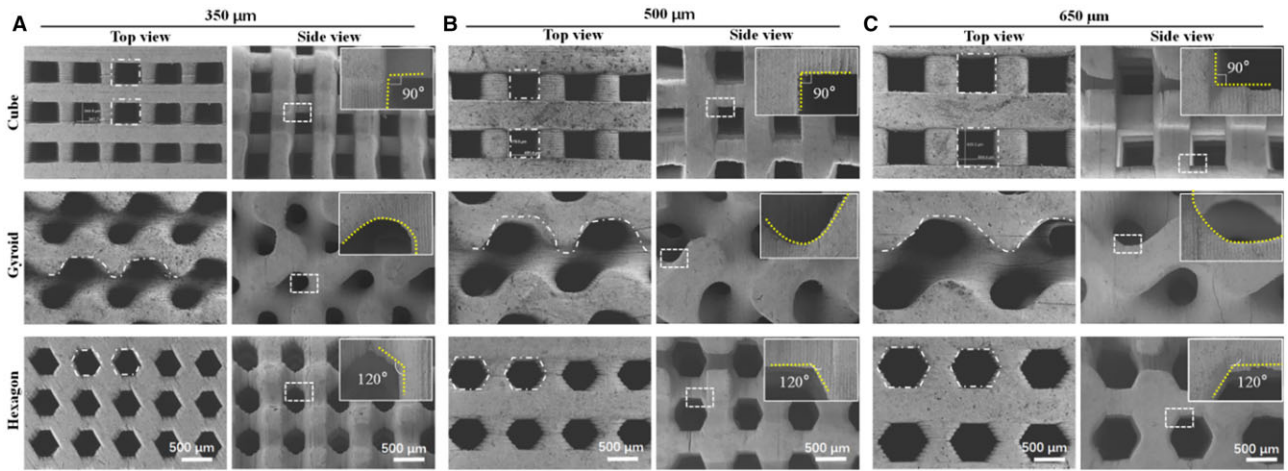 A 350 μm B 500 μm C 650 μm
Top view Side view Top view Side view Top view Side view
Cube 90° 90° 90°
Gyroid
Hexagon 120° 120° 120°
500 μm 500 μm 500 μm 500 μm 500 μm 500 μm